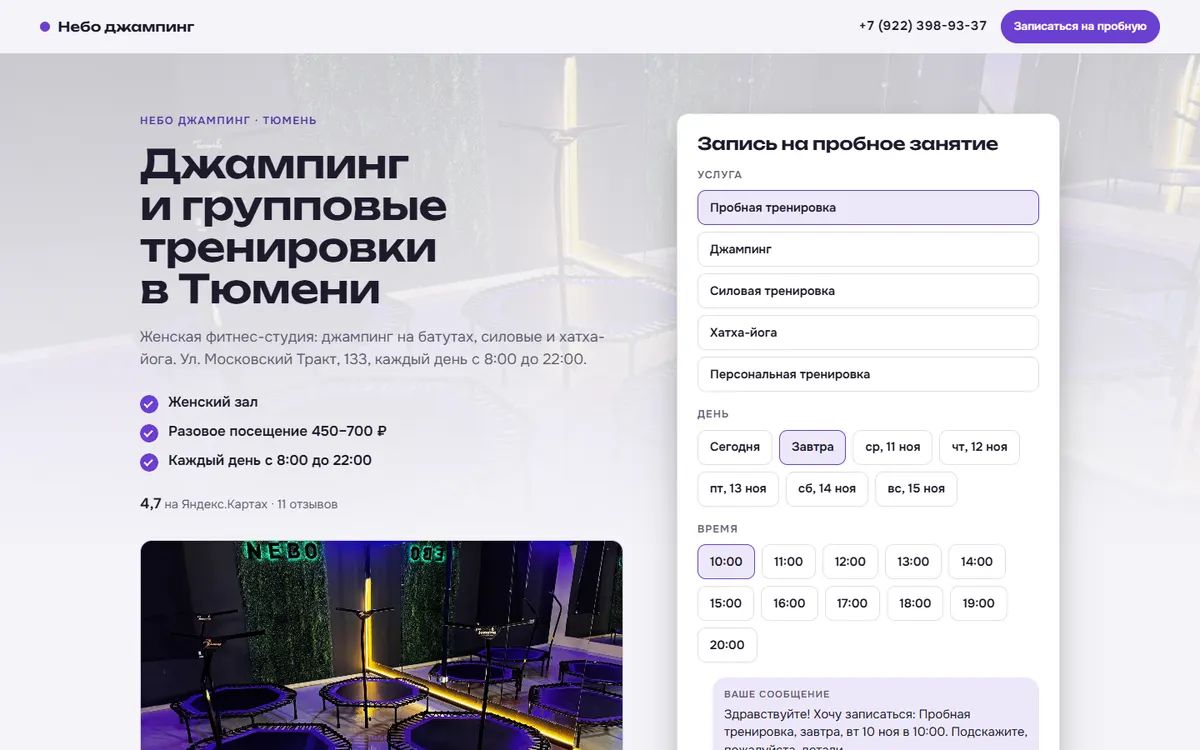 Небо джампинг
+7 (922) 398-93-37
Записаться на пробную
НЕБО ДЖАМПИНГ · ТЮМЕНЬ
Джампинг
и групповые
тренировки
в Тюмени
Женская фитнес-студия: джампинг на батутах, силовые и хатха-
йога. Ул. Московский Тракт, 133, каждый день с 8:00 до 22:00.
Женский зал
Разовое посещение 450–700 ₽
Каждый день с 8:00 до 22:00
4,7 на Яндекс.Картах · 11 отзывов
NEBO
Запись на пробное занятие
УСЛУГА
Пробная тренировка
Джампинг
Силовая тренировка
Хатха-йога
Персональная тренировка
ДЕНЬ
Сегодня
Завтра
ср, 11 ноя
чт, 12 ноя
пт, 13 ноя
сб, 14 ноя
вс, 15 ноя
ВРЕМЯ
10:00
11:00
12:00
13:00
14:00
15:00
16:00
17:00
18:00
19:00
20:00
ВАШЕ СООБЩЕНИЕ
Здравствуйте! Хочу записаться: Пробная
тренировка, завтра, вт 10 ноя в 10:00. Подскажите,
пожалуйста, детали.